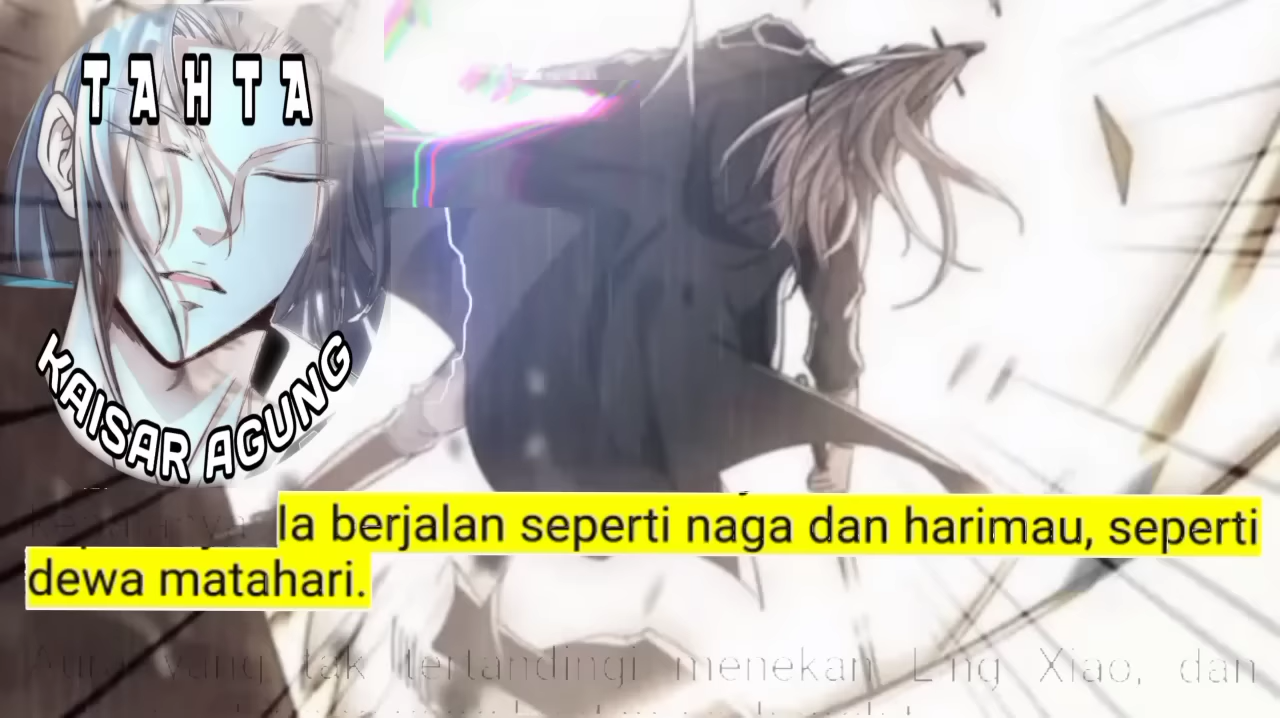 TAHTA
KAISAR AGUNG
Ia berjalan seperti naga dan harimau, seperti
dewa matahari.
Aura yang tak tertandingi menekan Ling Xiao, dan